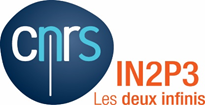 cnrs
IN2P3
Les deux infinis